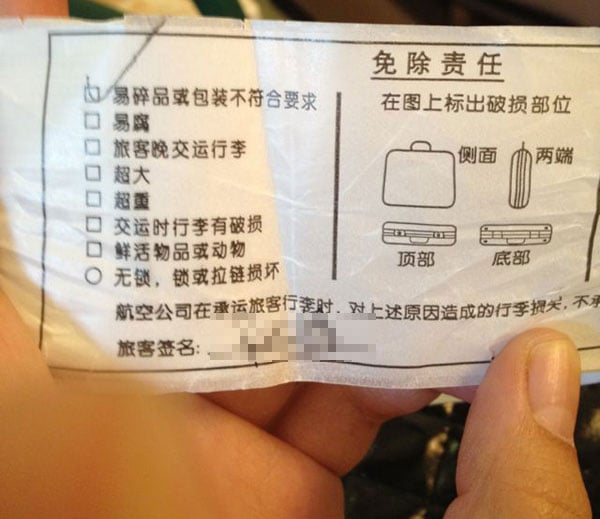 免除责任
易碎品或包装不符合要求
易腐
旅客晚交运行李
超大
超重
交运时行李有破损
鲜活物品或动物
无锁，锁或拉链损坏
在图上标出破损部位
侧面
两端
顶部
底部
航空公司在承运旅客行李时，对上述原因造成的行李损失，不承
旅客签名：